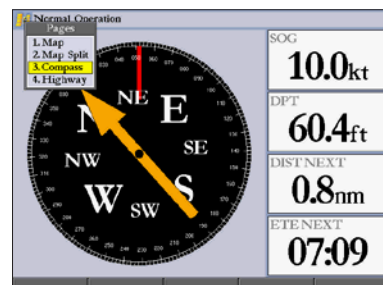 Normal Operation
Pages
1. Map
2. Map Split
3. Compass
4. Highway
N
NE
E
SE
S
SW
W
NW
SOG
10.0kt
DPT
60.4ft
DIST NEXT
0.8nm
ETE NEXT
07:09